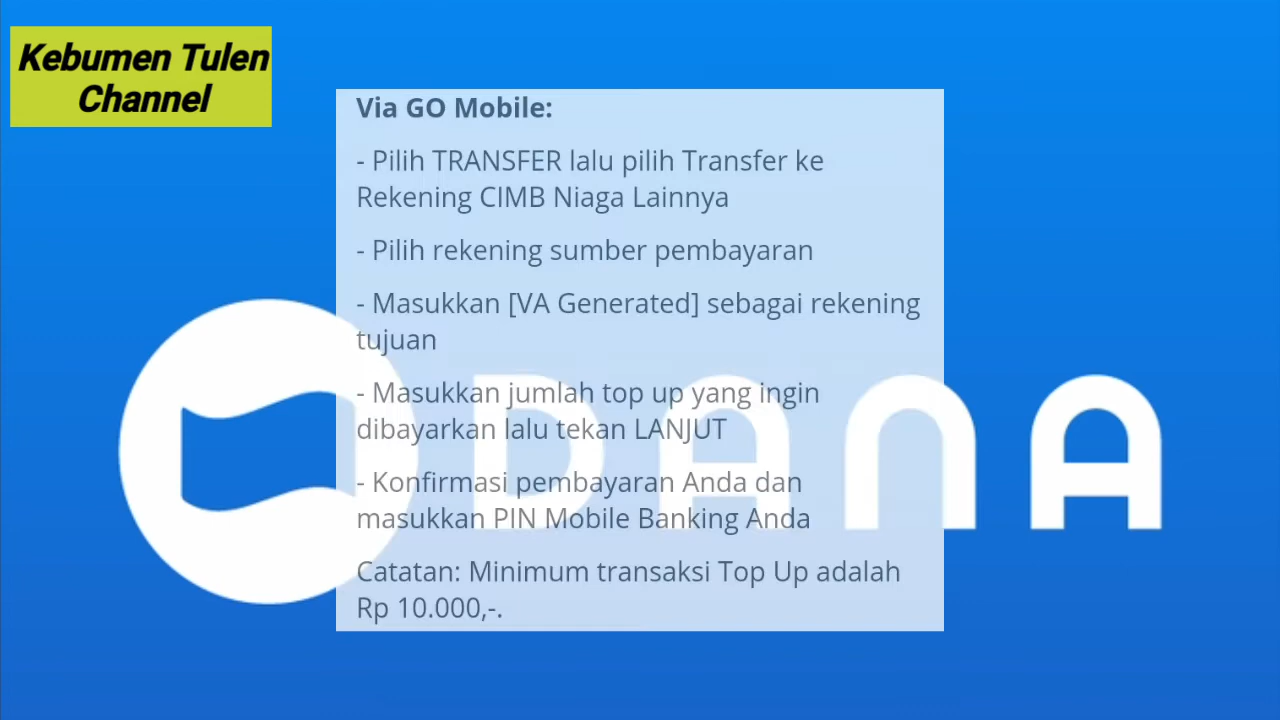 Kebumen Tulen
Channel
Via GO Mobile:
- Pilih TRANSFER lalu pilih Transfer ke
Rekening CIMB Niaga Lainnya
- Pilih rekening sumber pembayaran
- Masukkan [VA Generated] sebagai rekening
tujuan
- Masukkan jumlah top up yang ingin
dibayarkan lalu tekan LANJUT
- Konfirmasi pembayaran Anda dan
masukkan PIN Mobile Banking Anda
Catatan: Minimum transaksi Top Up adalah
Rp 10.000,-.
DANA